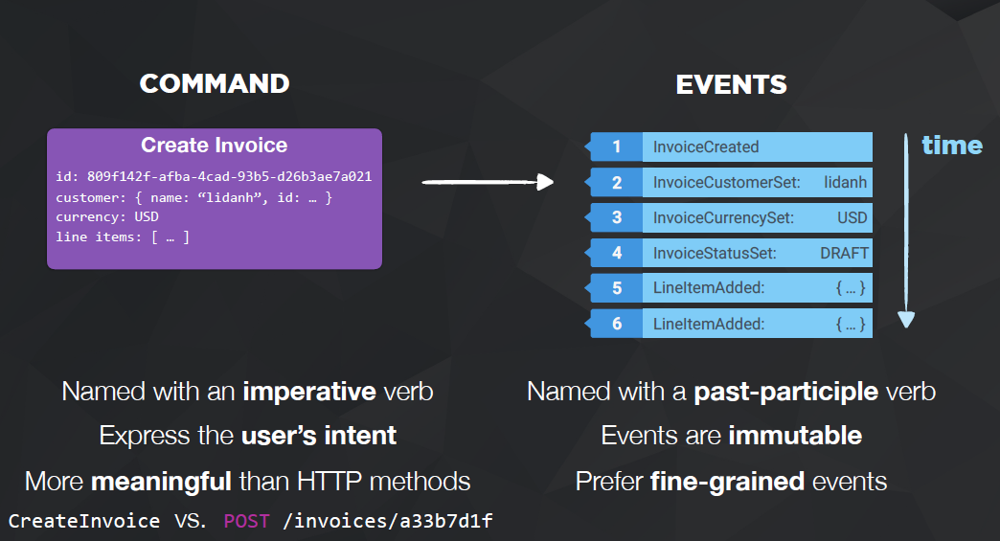 COMMAND
Create Invoice
id: 809f142f-afba-4cad-93b5-d26b3ae7a021
customer: { name: “lidanh”, id: … }
currency: USD
line items: [ … ]
Named with an imperative verb
Express the user’s intent
More meaningful than HTTP methods
CreateInvoice VS. POST /invoices/a33b7d1f
EVENTS
1 InvoiceCreated
2 InvoiceCustomerSet: lidanh
3 InvoiceCurrencySet: USD
4 InvoiceStatusSet: DRAFT
5 LineItemAdded: { … }
6 LineItemAdded: { … }
time
Named with a past-participle verb
Events are immutable
Prefer fine-grained events